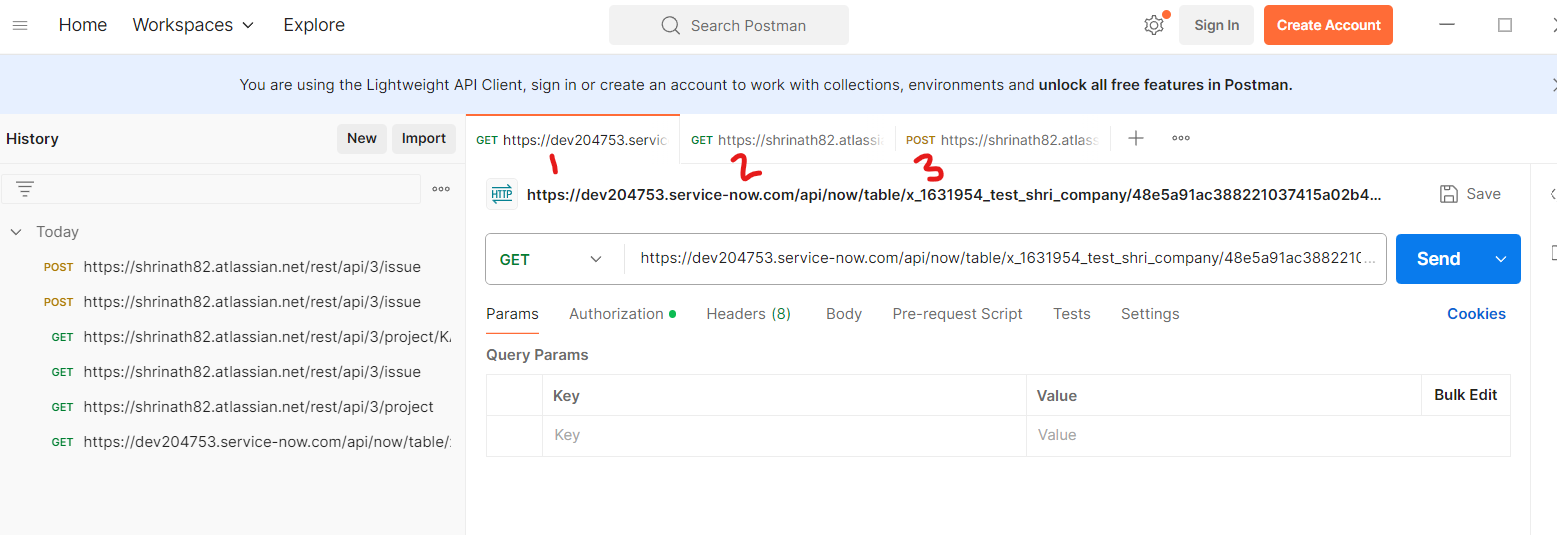 Home Workspaces Explore Search Postman Sign In Create Account
You are using the Lightweight API Client, sign in or create an account to work with collections, environments and unlock all free features in Postman.
History New Import
GET https://dev204753.servic GET https://shrinath82.atlassi POST https://shrinath82.atlass
1 2 3
HTTP https://dev204753.service-now.com/api/now/table/x_1631954_test_shri_company/48e5a91ac388221037415a02b4... Save
Today
POST https://shrinath82.atlassian.net/rest/api/3/issue
POST https://shrinath82.atlassian.net/rest/api/3/issue
GET https://shrinath82.atlassian.net/rest/api/3/project/KA
GET https://shrinath82.atlassian.net/rest/api/3/issue
GET https://shrinath82.atlassian.net/rest/api/3/project
GET https://dev204753.service-now.com/api/now/table/
GET https://dev204753.service-now.com/api/now/table/x_1631954_test_shri_company/48e5a91ac388221(... Send
Params Authorization Headers (8) Body Pre-request Script Tests Settings Cookies
Query Params
Key Value Bulk Edit
Key Value